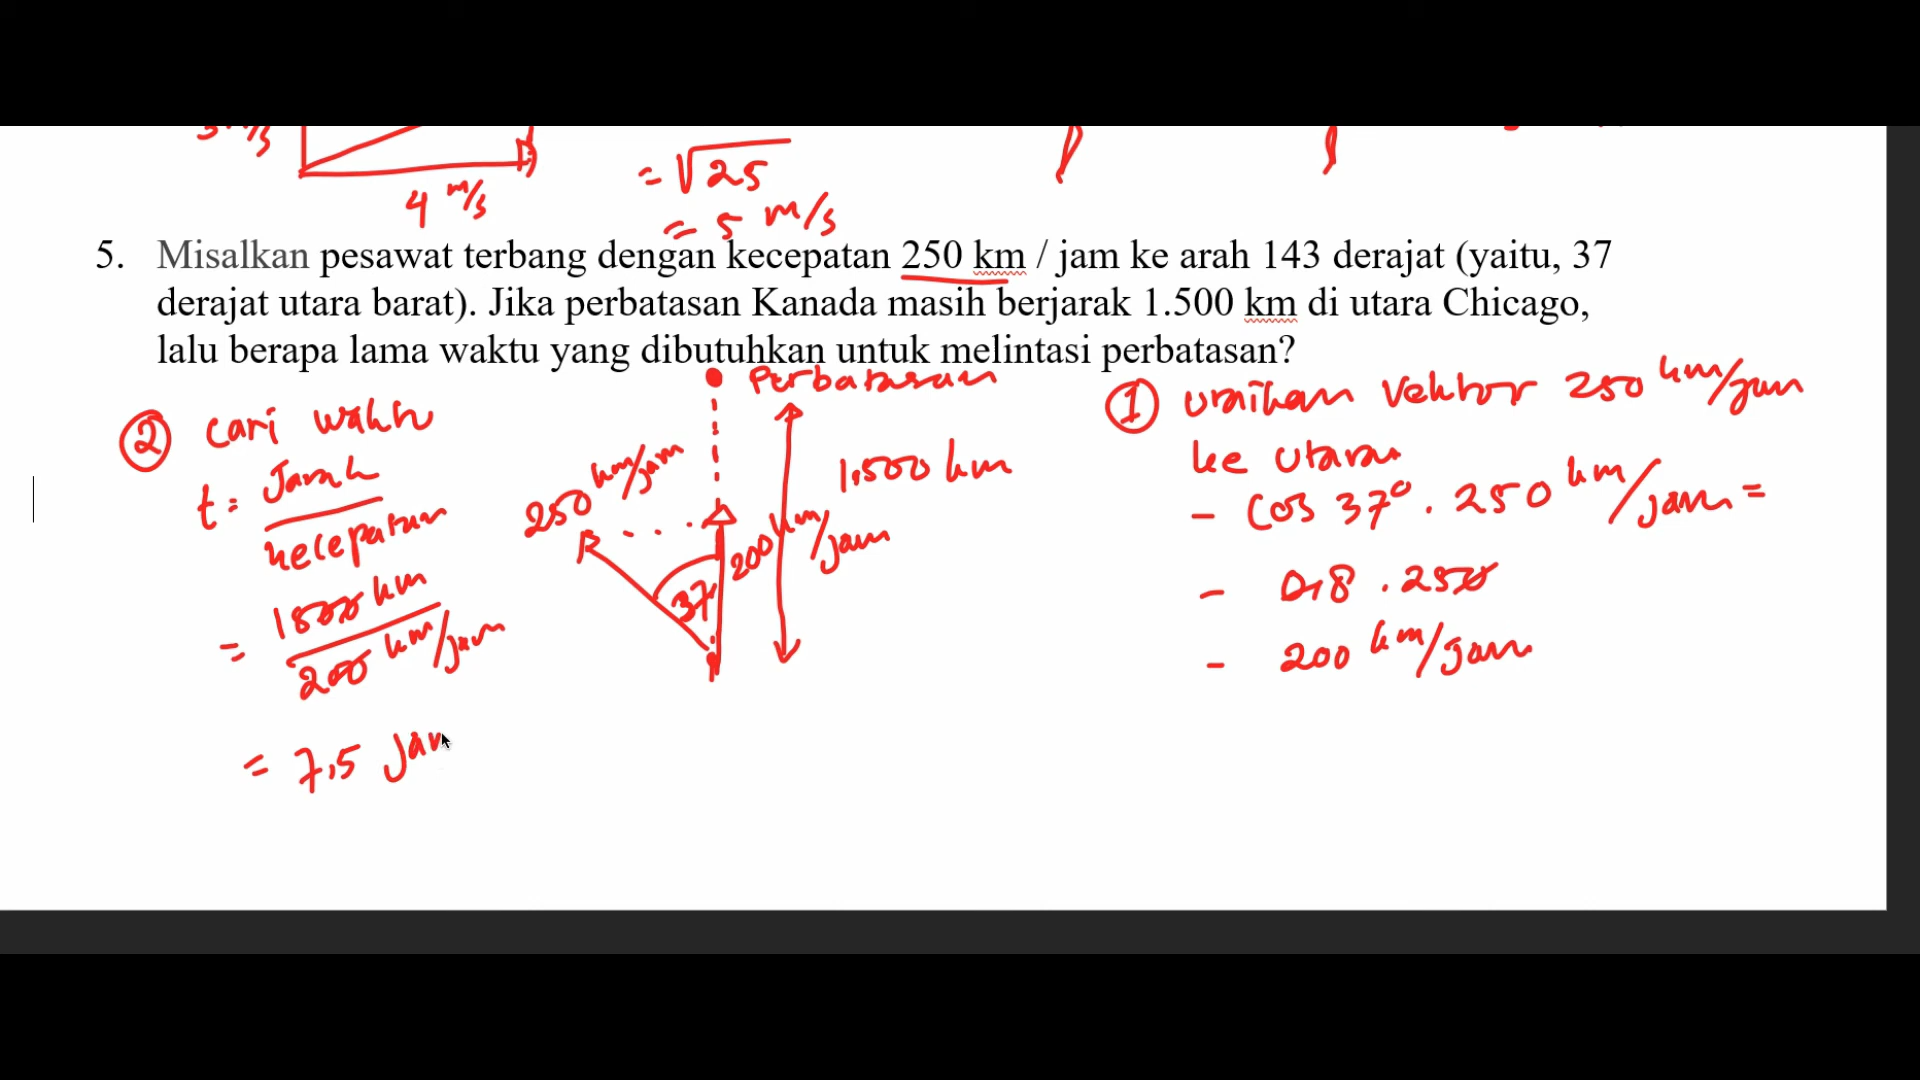 3 m/s
4 m/s
= √25
= 5 m/s
5. Misalkan pesawat terbang dengan kecepatan 250 km / jam ke arah 143 derajat (yaitu, 37
derajat utara barat). Jika perbatasan Kanada masih berjarak 1.500 km di utara Chicago,
lalu berapa lama waktu yang dibutuhkan untuk melintasi perbatasan?
② cari waktu
t = Jarak
kecepatan
= 1500 km
200 km/jam
= 7,5 jam
Perbatasan
1.500 km
250 km/jam
200 km/jam
37°
① uraikan vektor 250 km/jam
ke utara
- cos 37° . 250 km/jam =
- 0,8 . 250
- 200 km/jam